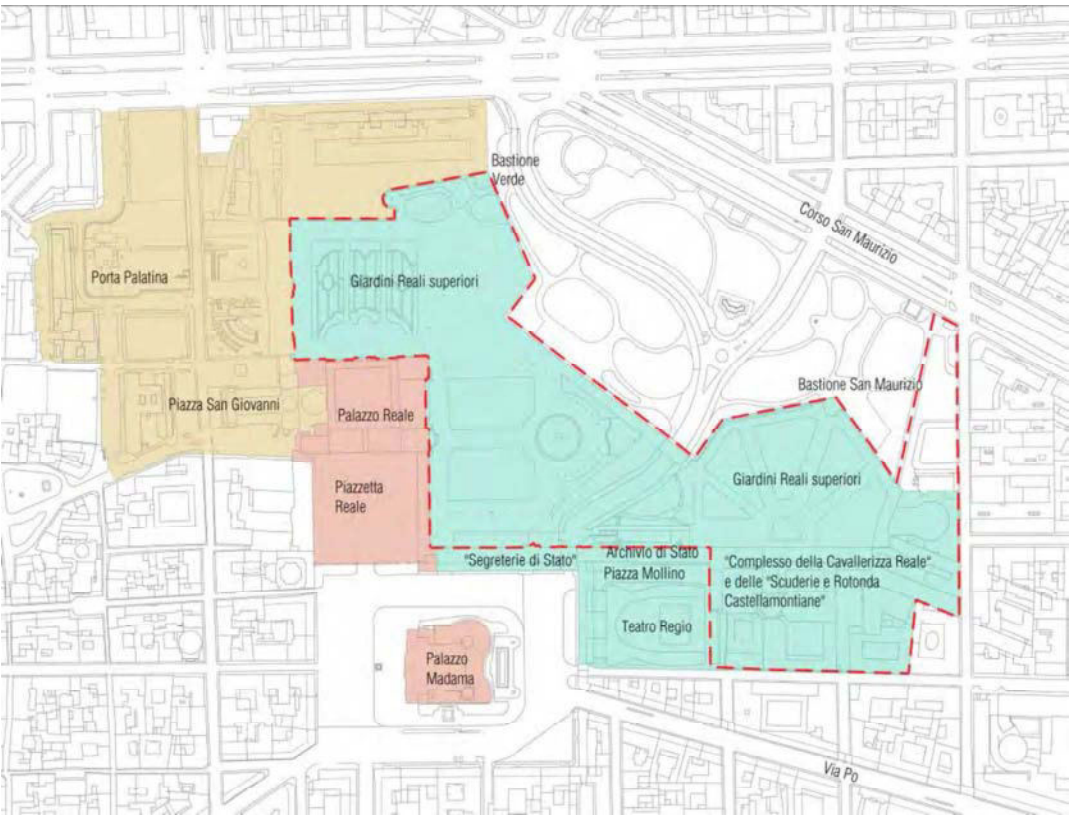 Bastione
Verde
Corso San Maurizio
Porta Palatina
Giardini Reali superiori
Bastione San Maurizio
Piazza San Giovanni
Palazzo Reale
Giardini Reali superiori
Piazzetta
Reale
"Segreterie di Stato"
Archivio di Stato
Piazza Mollino
"Complesso della Cavallerizza Reale"
e delle "Scuderie e Rotonda
Castellamontiane"
Teatro Regio
Palazzo
Madama
Via Po